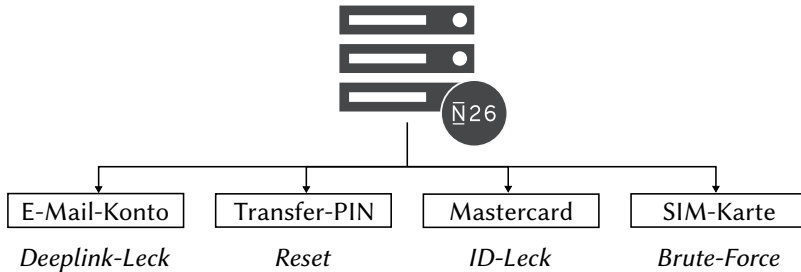 N26
E-Mail-Konto
Transfer-PIN
Mastercard
SIM-Karte
Deeplink-Leck
Reset
ID-Leck
Brute-Force